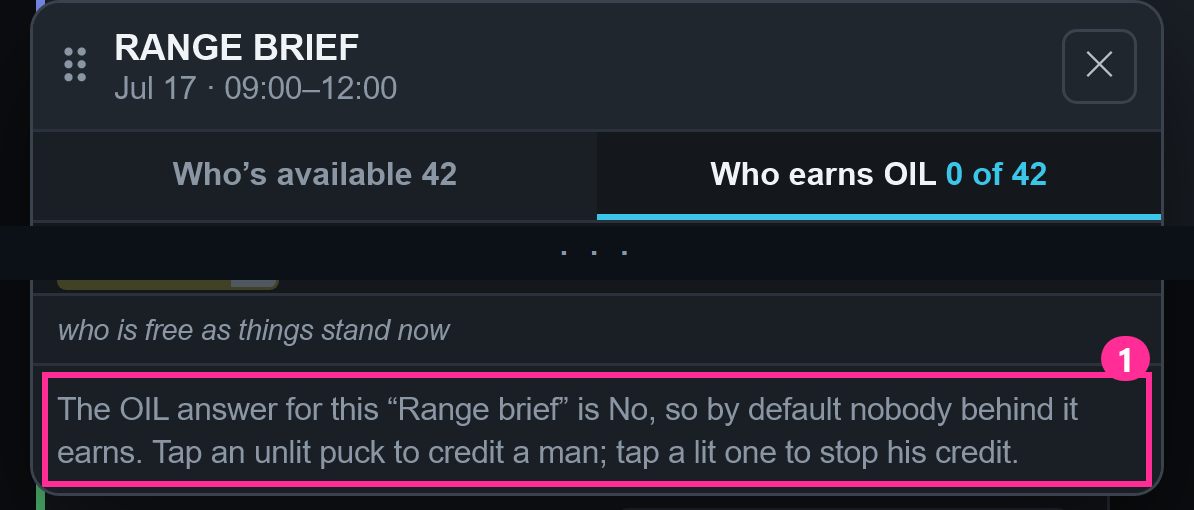 RANGE BRIEF
Jul 17 · 09:00–12:00
Who’s available 42
Who earns OIL 0 of 42
. . .
who is free as things stand now
1
The OIL answer for this “Range brief” is No, so by default nobody behind it
earns. Tap an unlit puck to credit a man; tap a lit one to stop his credit.